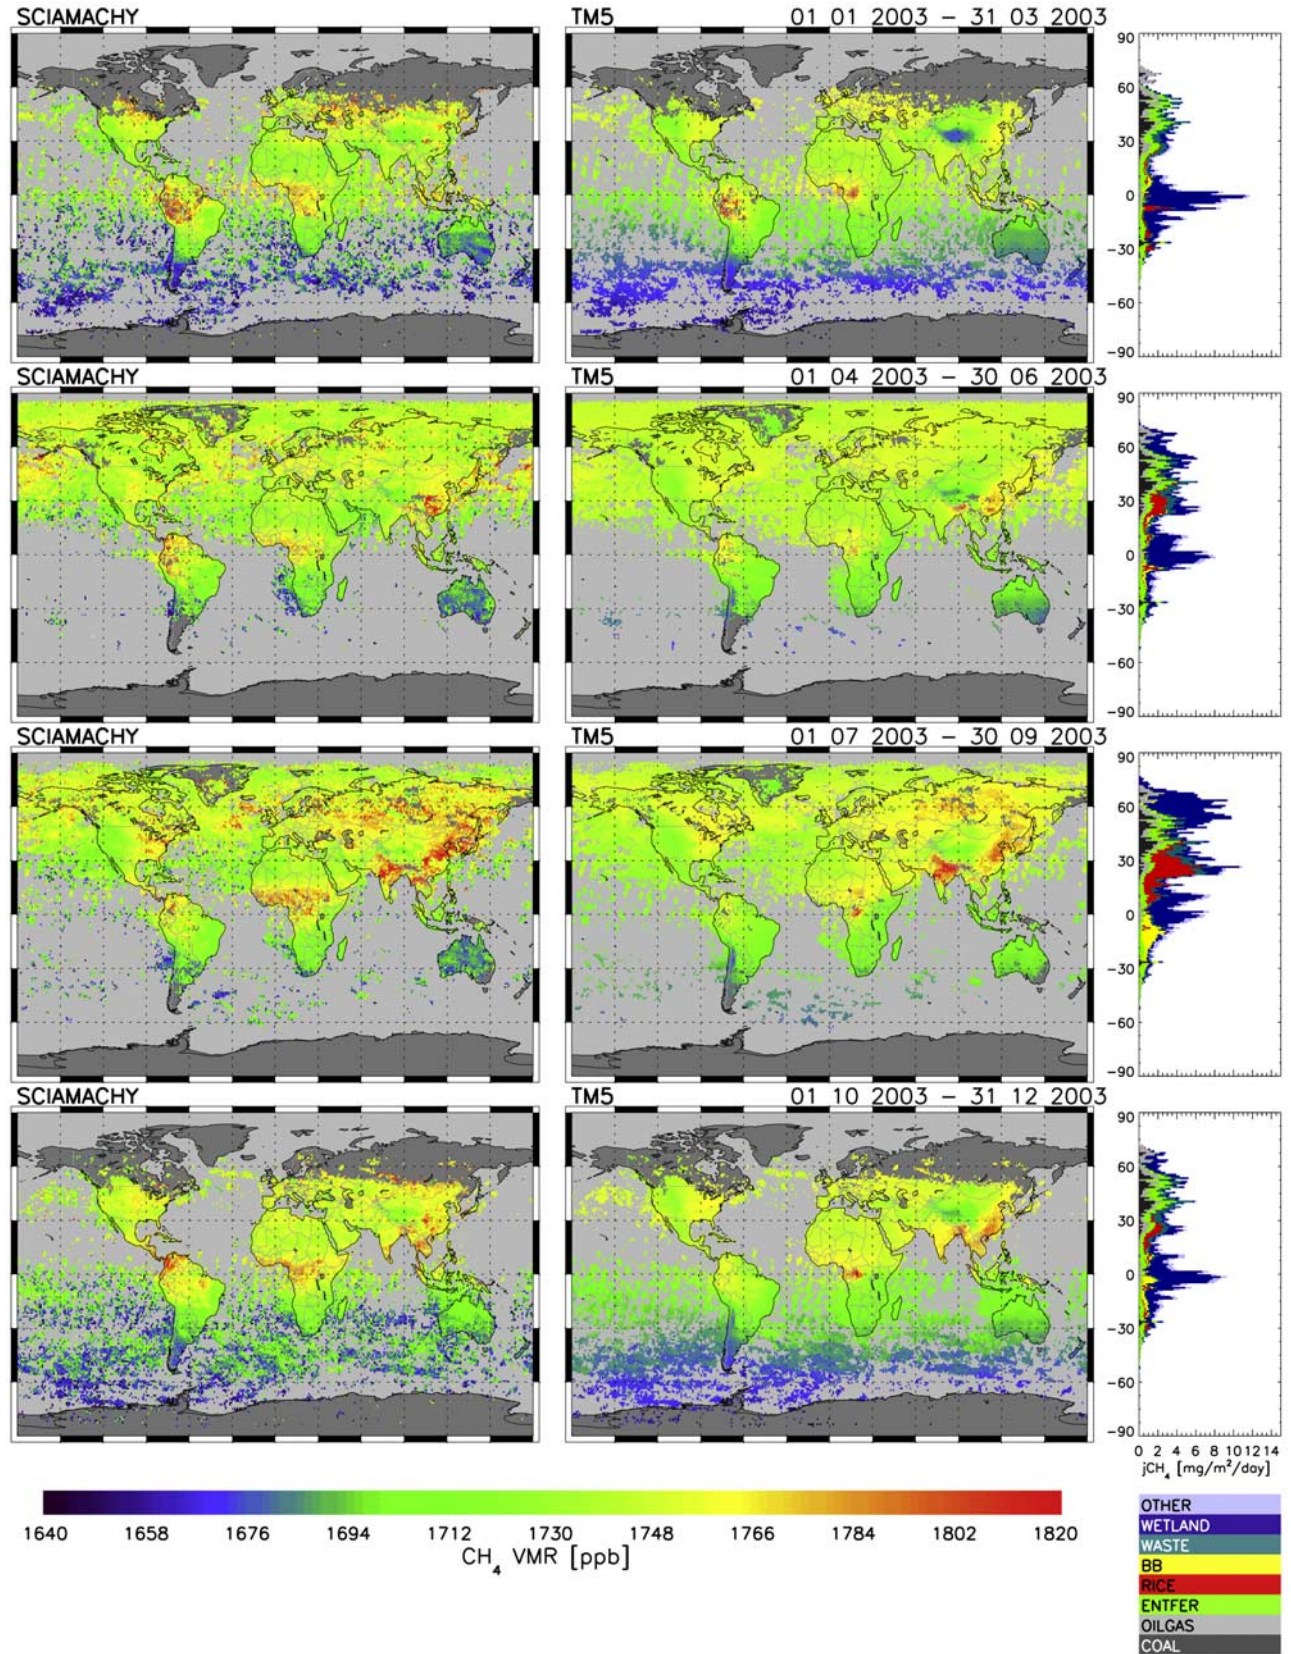 SCIAMACHY TM5 01 01 2003 – 31 03 2003
90
60
30
0
−30
−60
−90
SCIAMACHY TM5 01 04 2003 – 30 06 2003
90
60
30
0
−30
−60
−90
SCIAMACHY TM5 01 07 2003 – 30 09 2003
90
60
30
0
−30
−60
−90
SCIAMACHY TM5 01 10 2003 – 31 12 2003
90
60
30
0
−30
−60
−90
0 2 4 6 8 10 12 14
jCH₄ [mg/m²/day]
1640 1658 1676 1694 1712 1730 1748 1766 1784 1802 1820
CH₄ VMR [ppb]
OTHER
WETLAND
WASTE
BB
RICE
ENTFER
OILGAS
COAL